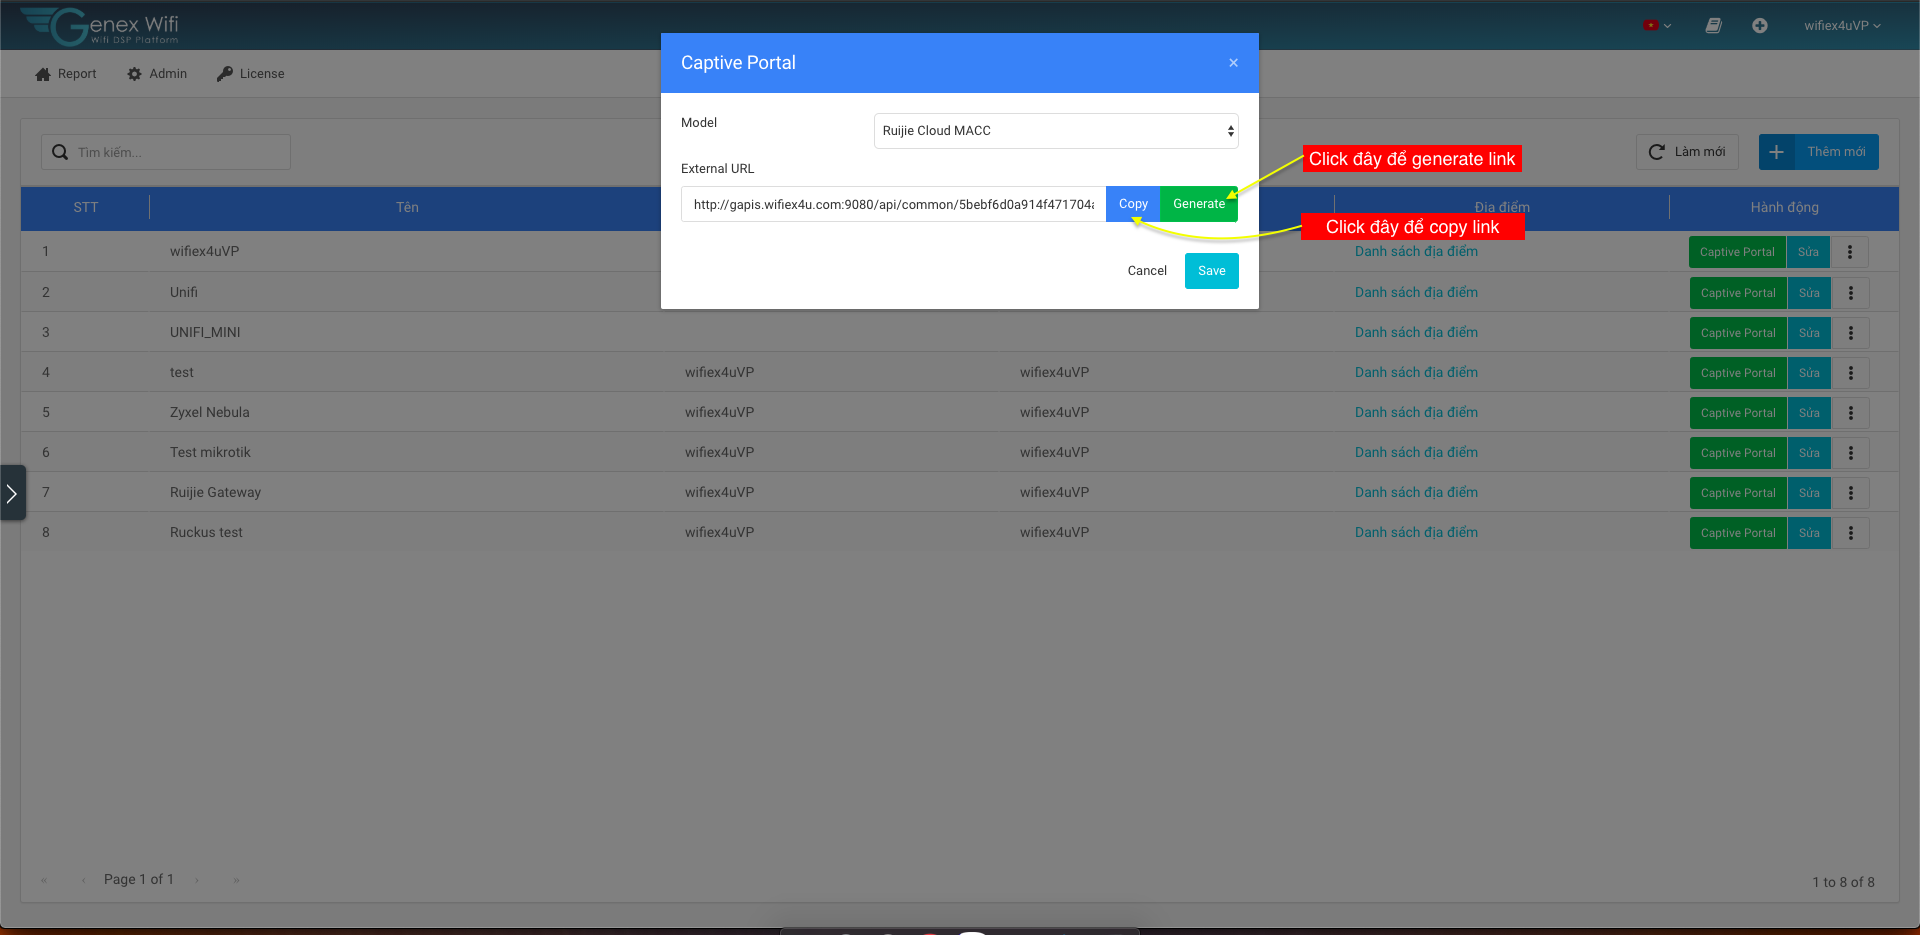 Genex Wifi
Wifi DSP Platform
wifiex4uVP
Report
Admin
License
Captive Portal
×
Model
Ruijie Cloud MACC
External URL
http://gapis.wifiex4u.com:9080/api/common/5bebf6d0a914f471704a
Copy
Generate
Cancel
Save
Click đây để generate link
Click đây để copy link
Tìm kiếm...
Làm mới
Thêm mới
STT Tên Địa điểm Hành động
1 wifiex4uVP Danh sách địa điểm Captive Portal Sửa
2 Unifi Danh sách địa điểm Captive Portal Sửa
3 UNIFI_MINI Danh sách địa điểm Captive Portal Sửa
4 test wifiex4uVP wifiex4uVP Danh sách địa điểm Captive Portal Sửa
5 Zyxel Nebula wifiex4uVP wifiex4uVP Danh sách địa điểm Captive Portal Sửa
6 Test mikrotik wifiex4uVP wifiex4uVP Danh sách địa điểm Captive Portal Sửa
7 Ruijie Gateway wifiex4uVP wifiex4uVP Danh sách địa điểm Captive Portal Sửa
8 Ruckus test wifiex4uVP wifiex4uVP Danh sách địa điểm Captive Portal Sửa
« ‹ Page 1 of 1 › »
1 to 8 of 8